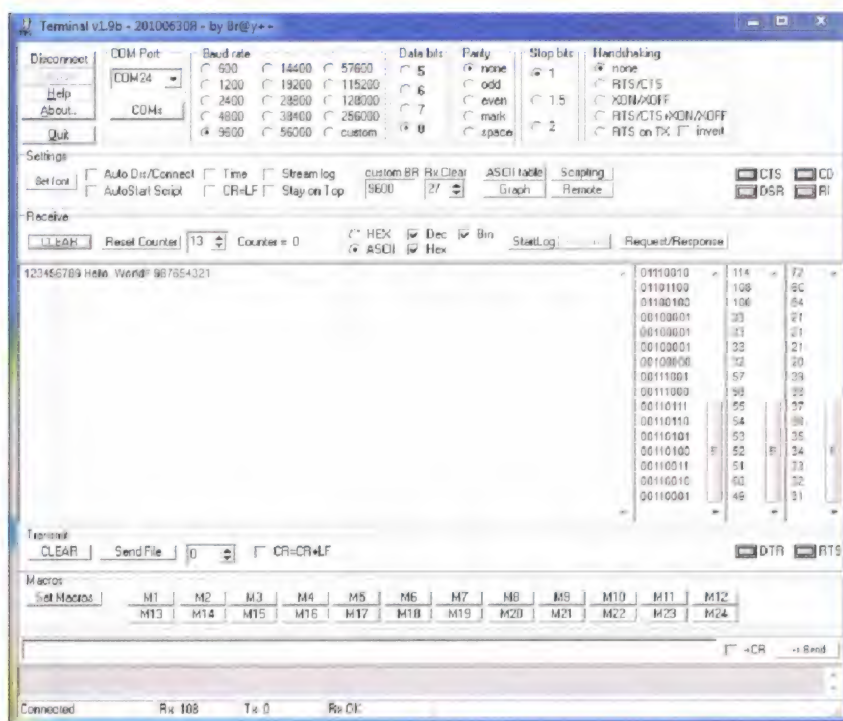 Terminal v1.9b - 20100630ß - by Br@y++
Disconnect
Help
About..
Quit
COM Port
COM24
COMs
Baud rate
600 14400 57600
1200 19200 115200
2400 28800 128000
4800 38400 256000
9600 56000 custom
Data bits
5
6
7
8
Parity
none
odd
even
mark
space
Stop bits
1
1.5
2
Handshaking
none
RTS/CTS
XON/XOFF
RTS/CTS+XON/XOFF
RTS on TX invert
Settings
Set font
Auto Dis/Connect Time Stream log
AutoStart Script CR=LF Stay on Top
custom BR Rx Clear
9600 27
ASCII table Scripting
Graph Remote
CTS CD
DSR RI
Receive
CLEAR Reset Counter 13 Counter = 0
HEX Dec Bin
ASCII Hex
StartLog Request/Response
123456789 Hello, World! 987654321
01110010 114 72
01101100 108 6C
01100100 100 64
00100001 33 21
00100001 33 21
00100001 33 21
00100000 32 20
00111001 57 39
00111000 56 38
00110111 55 37
00110110 54 36
00110101 53 35
00110100 52 34
00110011 51 33
00110010 50 32
00110001 49 31
Transmit
CLEAR Send File 0 CR=CR+LF
DTR RTS
Macros
Set Macros
M1 M2 M3 M4 M5 M6 M7 M8 M9 M10 M11 M12
M13 M14 M15 M16 M17 M18 M19 M20 M21 M22 M23 M24
+CR -> Send
Connected Rx: 108 Tx: 0 Rx OK